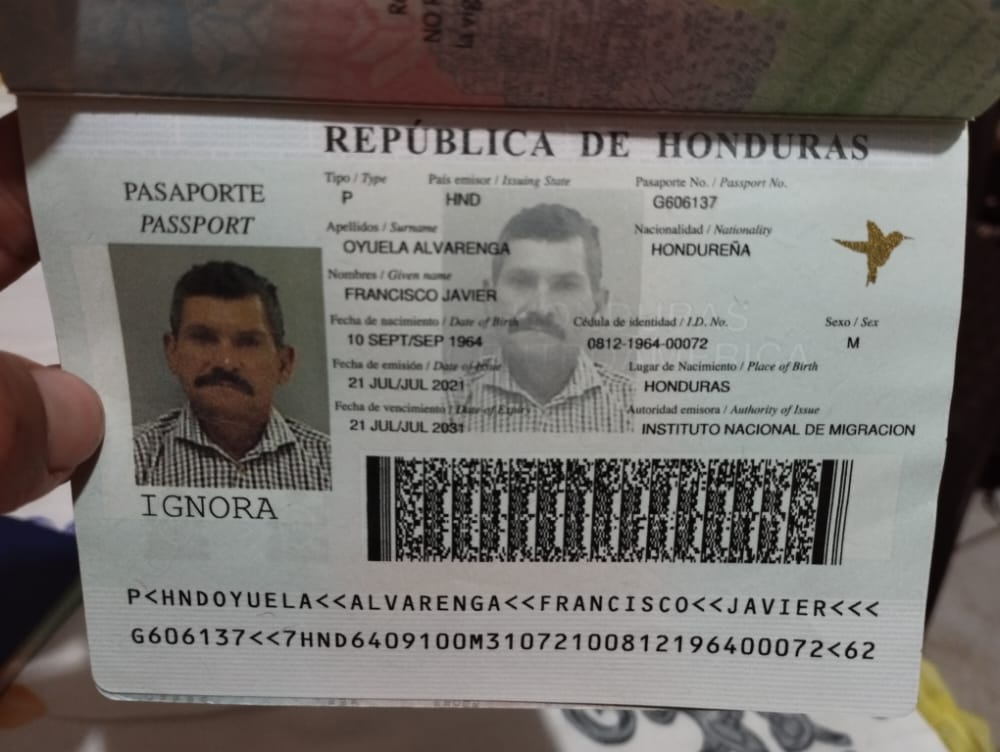 REPÚBLICA DE HONDURAS
PASAPORTE
PASSPORT
Tipo / Type
País emisor / Issuing State
Pasaporte No. / Passport No.
P
HND
G606137
Apellidos / Surname
Nacionalidad / Nationality
OYUELA ALVARENGA
HONDUREÑA
Nombres / Given name
FRANCISCO JAVIER
Fecha de nacimiento / Date of Birth
Cédula de identidad / I.D. No.
Sexo / Sex
10 SEPT/SEP 1964
0812-1964-00072
M
Fecha de emisión / Date of Issue
Lugar de Nacimiento / Place of Birth
21 JUL/JUL 2021
HONDURAS
Fecha de vencimiento / Date of Expiry
Autoridad emisora / Authority of Issue
21 JUL/JUL 2031
INSTITUTO NACIONAL DE MIGRACION
IGNORA
P<HNDOYUELA<<ALVARENGA<<FRANCISCO<<JAVIER<<<
G606137<<7HND6409100M31072100812196400072<62